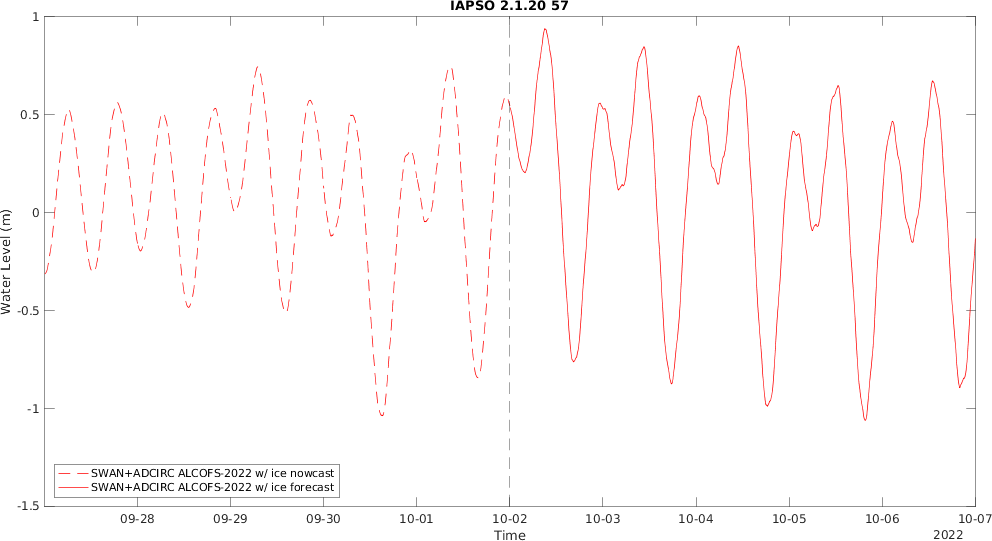 IAPSO 2.1.20 57
1
0.5
0
-0.5
-1
-1.5
Water Level (m)
SWAN+ADCIRC ALCOFS-2022 w/ ice nowcast
SWAN+ADCIRC ALCOFS-2022 w/ ice forecast
09-28 09-29 09-30 10-01 10-02 10-03 10-04 10-05 10-06 10-07
Time
2022